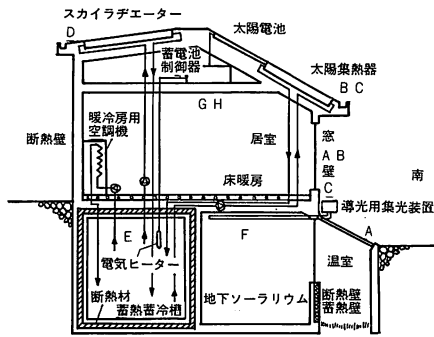 スカイラヂエーター
D
太陽電池
蓄電池
制御器
太陽集熱器
B C
G H
暖冷房用
空調機
断熱壁
居室
窓
A B
壁
C
南
床暖房
導光用集光装置
E
F
A
電気ヒーター
温室
断熱材
蓄熱蓄冷槽
地下ソーラリウム
断熱壁
蓄熱壁